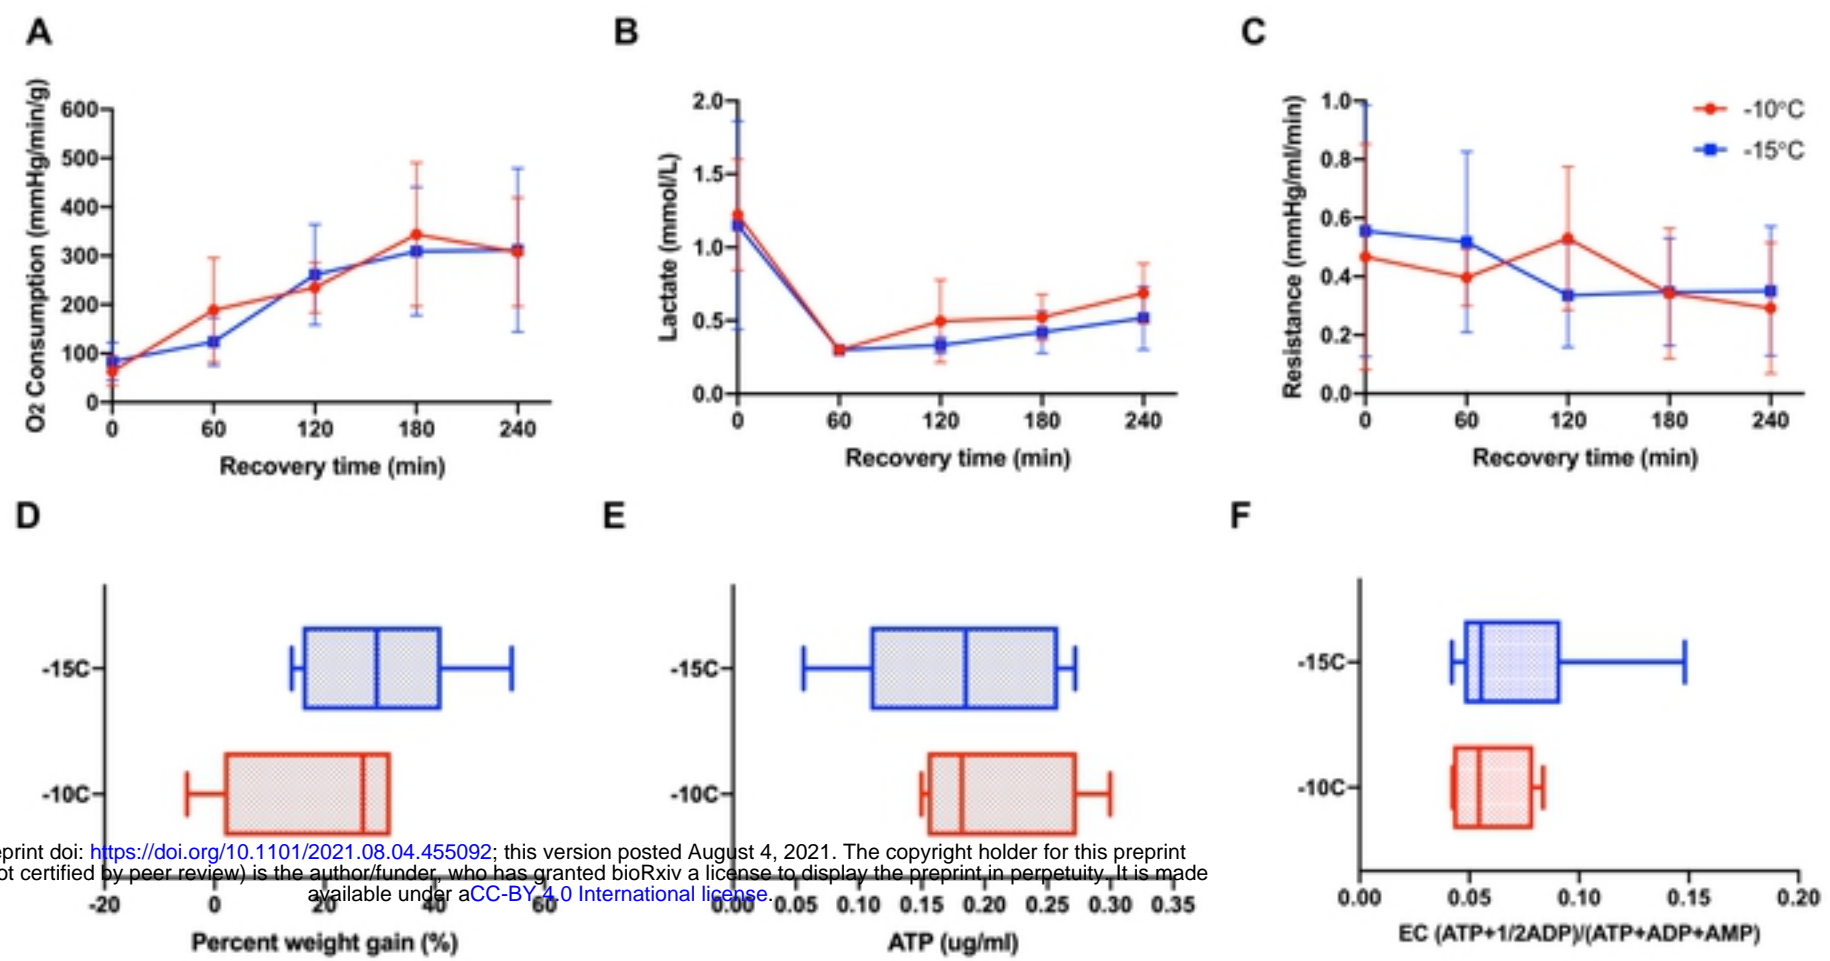 A
O2 Consumption (mmHg/min/g)
600
500
400
300
200
100
0
0 60 120 180 240
Recovery time (min)
B
Lactate (mmol/L)
2.0
1.5
1.0
0.5
0.0
0 60 120 180 240
Recovery time (min)
C
Resistance (mmHg/ml/min)
1.0
0.8
0.6
0.4
0.2
0.0
0 60 120 180 240
Recovery time (min)
-10°C
-15°C
D
-15C
-10C
-20 0 20 40 60
Percent weight gain (%)
E
-15C
-10C
0.00 0.05 0.10 0.15 0.20 0.25 0.30 0.35
ATP (ug/ml)
F
-15C
-10C
0.00 0.05 0.10 0.15 0.20
EC (ATP+1/2ADP)/(ATP+ADP+AMP)
eprint doi: https://doi.org/10.1101/2021.08.04.455092; this version posted August 4, 2021. The copyright holder for this preprint
ot certified by peer review) is the author/funder, who has granted bioRxiv a license to display the preprint in perpetuity. It is made
available under aCC-BY 4.0 International license.